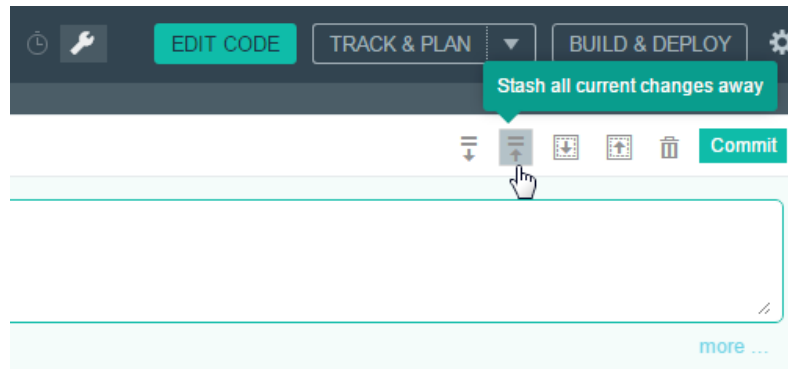 EDIT CODE TRACK & PLAN BUILD & DEPLOY
Stash all current changes away
Commit
more ...